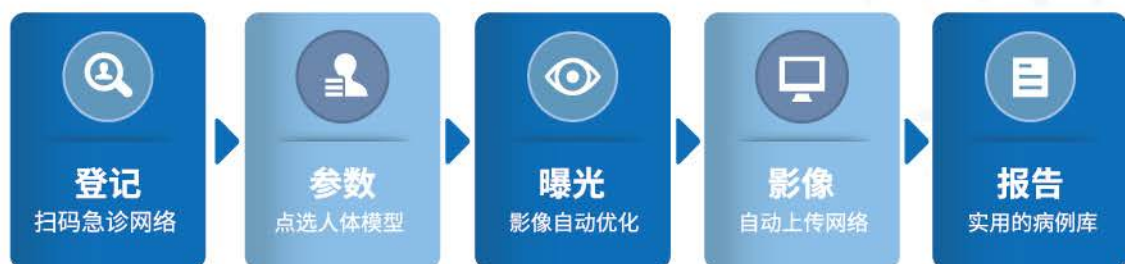 登记
扫码急诊网络
参数
点选人体模型
曝光
影像自动优化
影像
自动上传网络
报告
实用的病例库